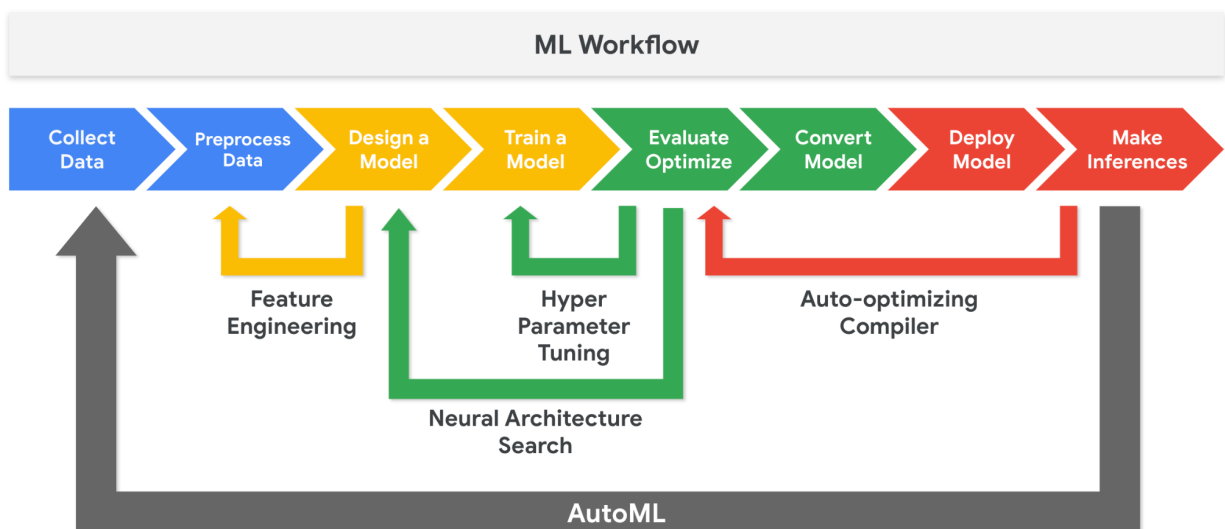 ML Workflow
Collect
Data
Preprocess
Data
Design a
Model
Train a
Model
Evaluate
Optimize
Convert
Model
Deploy
Model
Make
Inferences
Feature
Engineering
Hyper
Parameter
Tuning
Auto-optimizing
Compiler
Neural Architecture
Search
AutoML